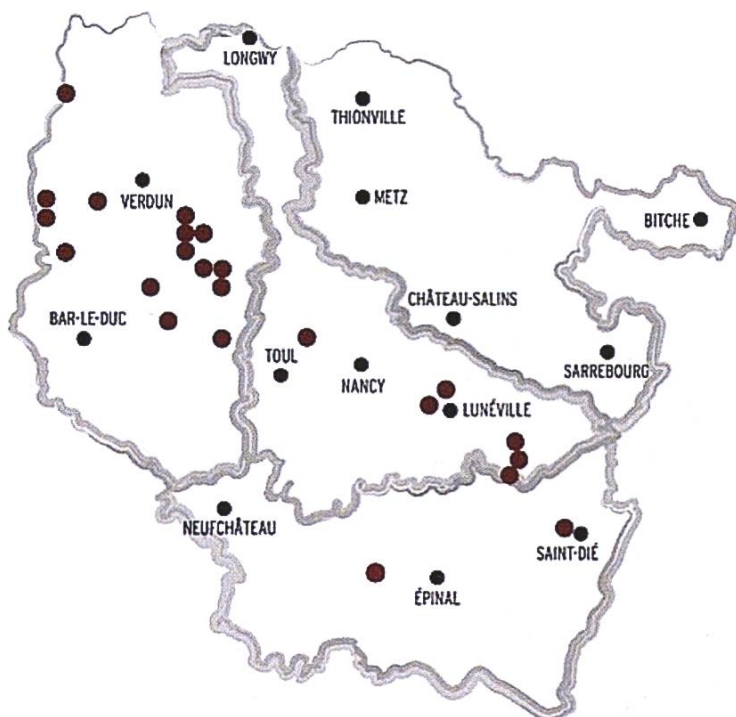 LONGWY
THIONVILLE
VERDUN
METZ
BITCHE
CHÂTEAU-SALINS
BAR-LE-DUC
TOUL
NANCY
SARREBOURG
LUNÉVILLE
NEUFCHÂTEAU
SAINT-DIÉ
ÉPINAL